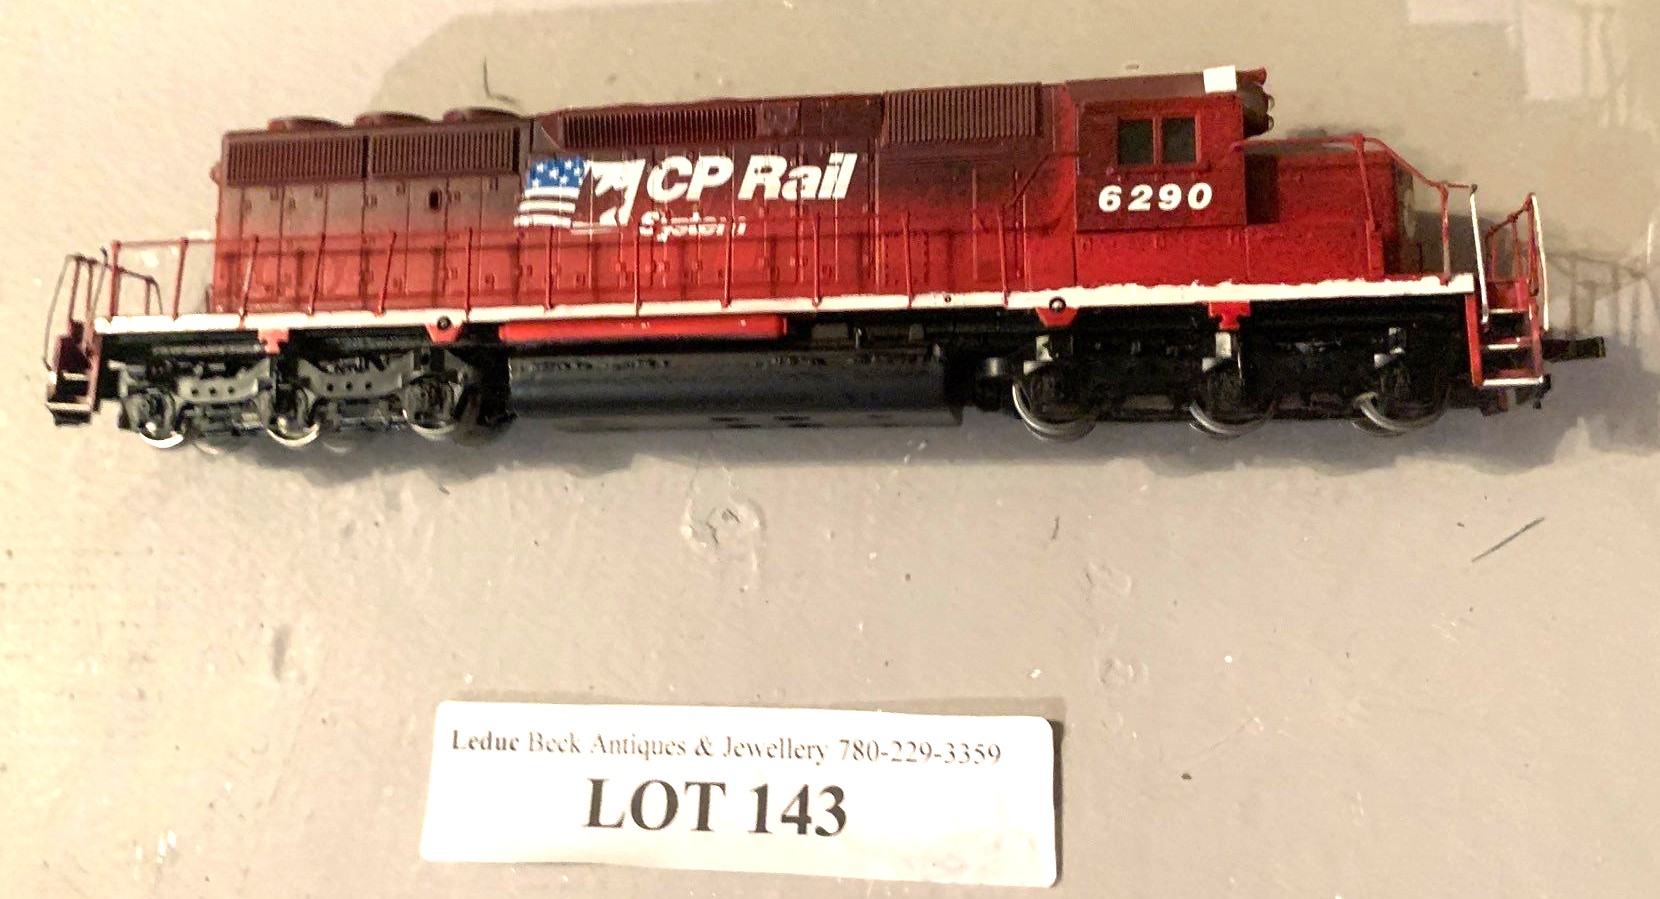 CP Rail
System
6290
Leduc Beck Antiques & Jewellery 780-229-3359
LOT 143